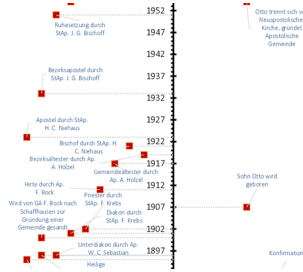 1952
Otto trennt sich v
Neuapostolische
Kirche, gründet
Apostolische
Gemeinde
Ruhesetzung durch
StAp. J. G. Bischoff
1947
1942
1937
Bezirksapostel durch
StAp. J. G. Bischoff
1932
1927
Apostel durch StAp.
H. C. Niehaus
1922
Bischof durch StAp. H.
C. Niehaus
Bezirksältester durch Ap.
A. Hölzel
1917
Gemeindeältester durch
Ap. A. Hölzel
1912
Hirte durch Ap.
F. Bock
Sohn Otto wird
geboren
Priester durch
StAp. F. Krebs
1907
Wird von GÄ F. Bock nach
Schaffhausen zur
Gründung einer
Gemeinde gesandt
Diakon durch
StAp. F. Krebs
1902
Unterdiakon durch Ap.
W. C. Sebastian
1897
Konfirmation
Heilige